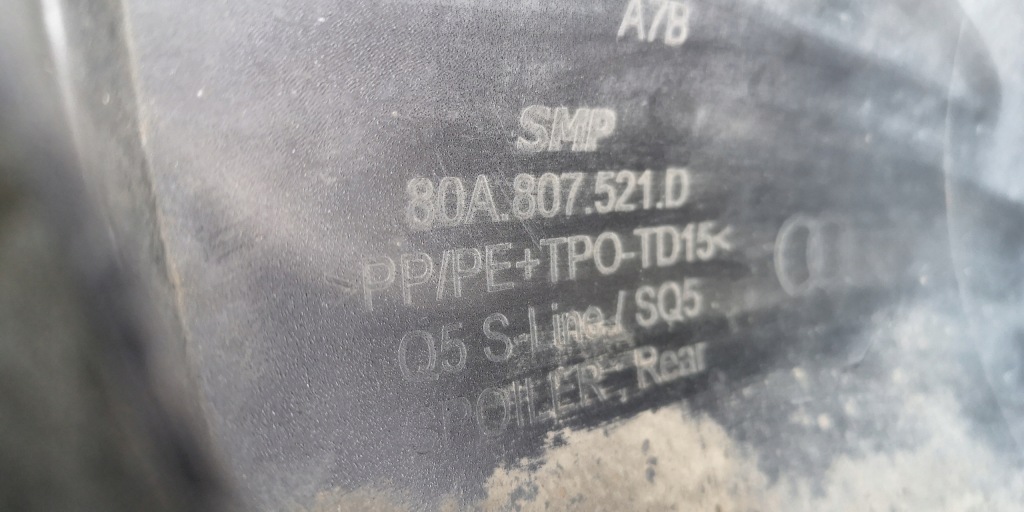 A7B
SMP
80A.807.521.D
PP/PE+TPO-TD15<
Q5 S-Line / SQ5
SPOILER- Rear